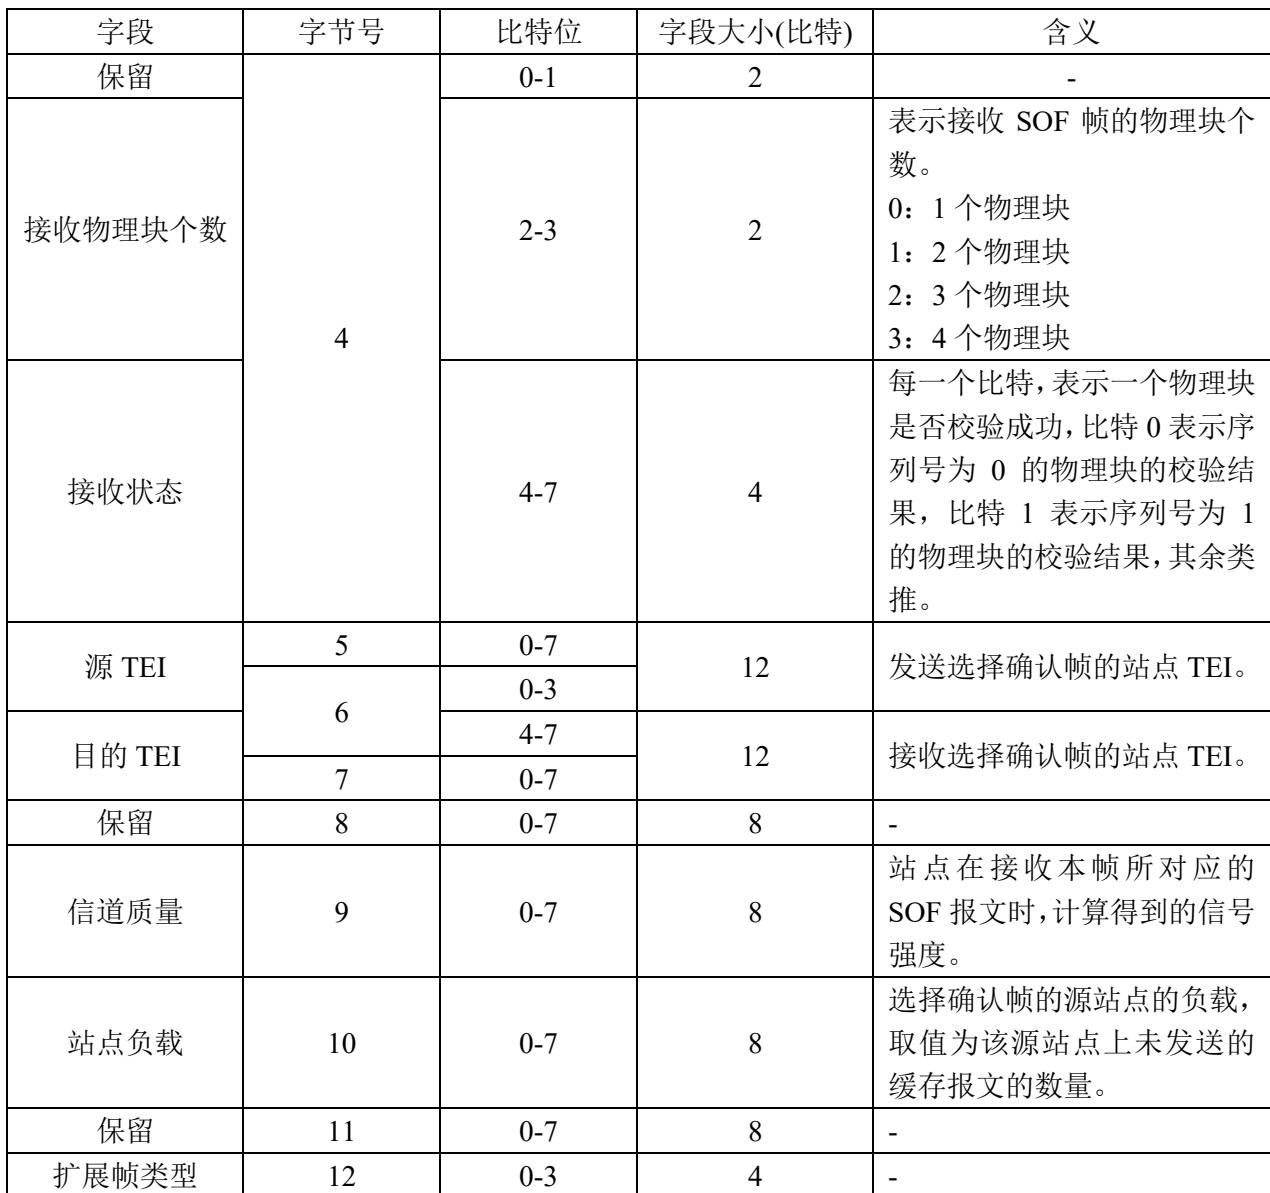 字段 字节号 比特位 字段大小(比特) 含义
保留 4 0-1 2 -
接收物理块个数 2-3 2 表示接收 SOF 帧的物理块个
数。
0：1 个物理块
1：2 个物理块
2：3 个物理块
3：4 个物理块
接收状态 4-7 4 每一个比特，表示一个物理块
是否校验成功，比特 0 表示序
列号为 0 的物理块的校验结
果，比特 1 表示序列号为 1
的物理块的校验结果，其余类
推。
源 TEI 5 0-7 12 发送选择确认帧的站点 TEI。
6 0-3
目的 TEI 4-7 12 接收选择确认帧的站点 TEI。
7 0-7
保留 8 0-7 8 -
信道质量 9 0-7 8 站点在接收本帧所对应的
SOF 报文时，计算得到的信号
强度。
站点负载 10 0-7 8 选择确认帧的源站点的负载，
取值为该源站点上未发送的
缓存报文的数量。
保留 11 0-7 8 -
扩展帧类型 12 0-3 4 -